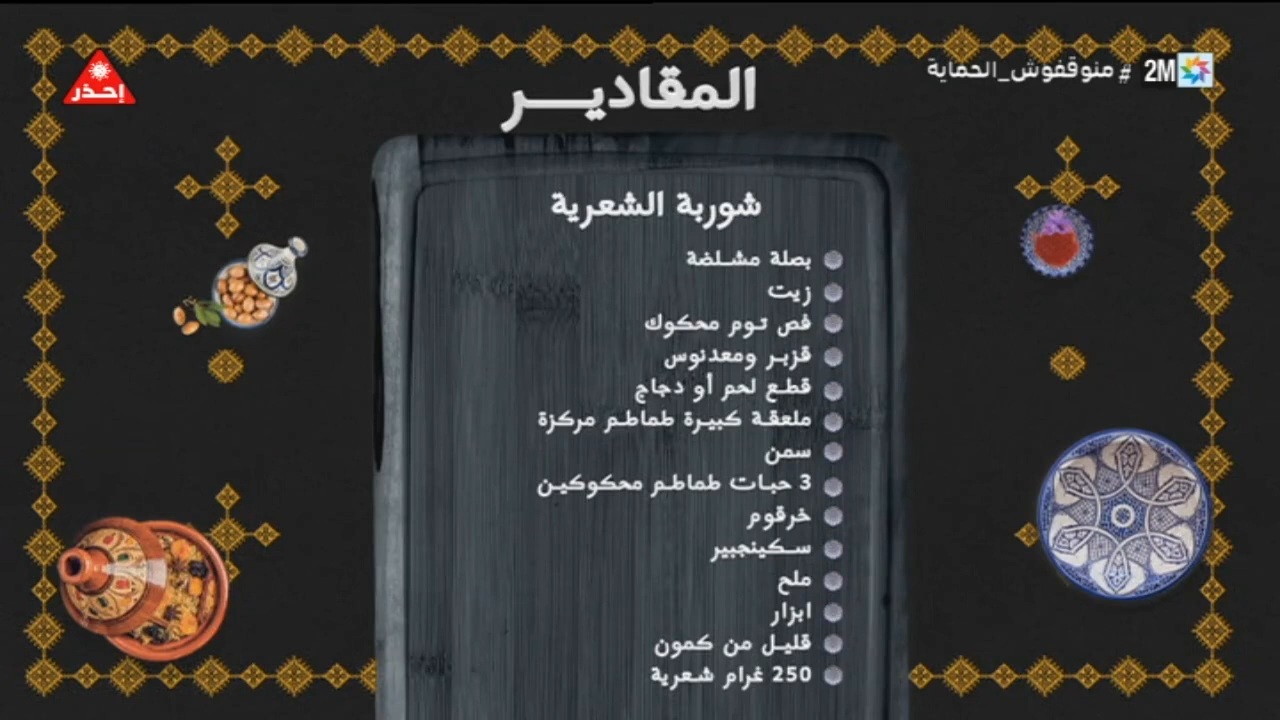 # منوقفوش_الحماية 2M
إحذر
المقادير
شوربة الشعرية
بصلة مشلضة
زيت
فص توم محكوك
قزبر ومعدنوس
قطع لحم أو دجاج
ملعقة كبيرة طماطم مركزة
سمن
3 حبات طماطم محكوكين
خرقوم
سكينجبير
ملح
ابزار
قليل من كمون
250 غرام شعرية